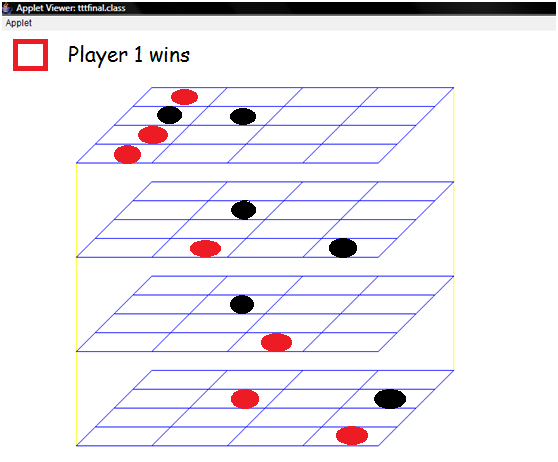 Applet Viewer: tttfinal.class
Applet
Player 1 wins